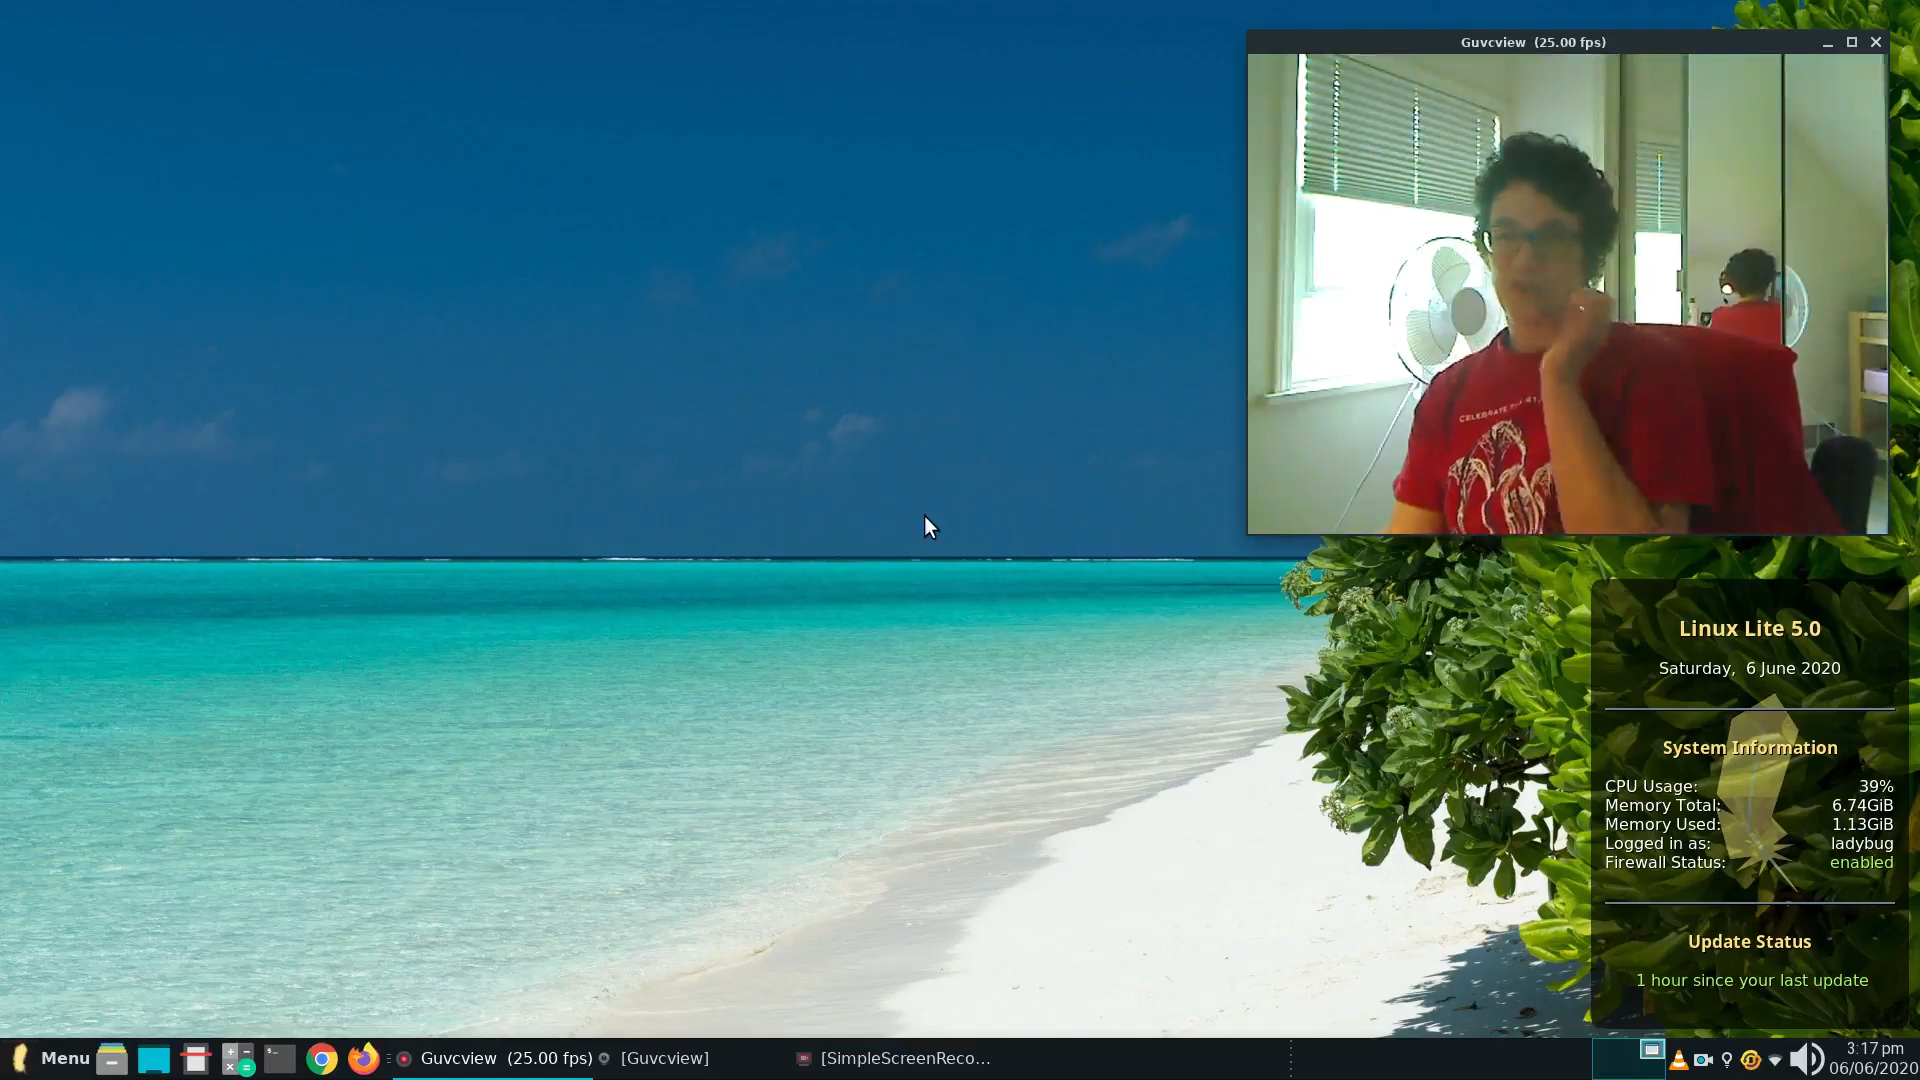 Guvcview (25.00 fps)
CELEBRATE
Linux Lite 5.0
Saturday, 6 June 2020
System Information
CPU Usage: 39%
Memory Total: 6.74GiB
Memory Used: 1.13GiB
Logged in as: ladybug
Firewall Status: enabled
Update Status
1 hour since your last update
Menu
Guvcview (25.00 fps)
[Guvcview]
[SimpleScreenReco...
3:17 pm
06/06/2020